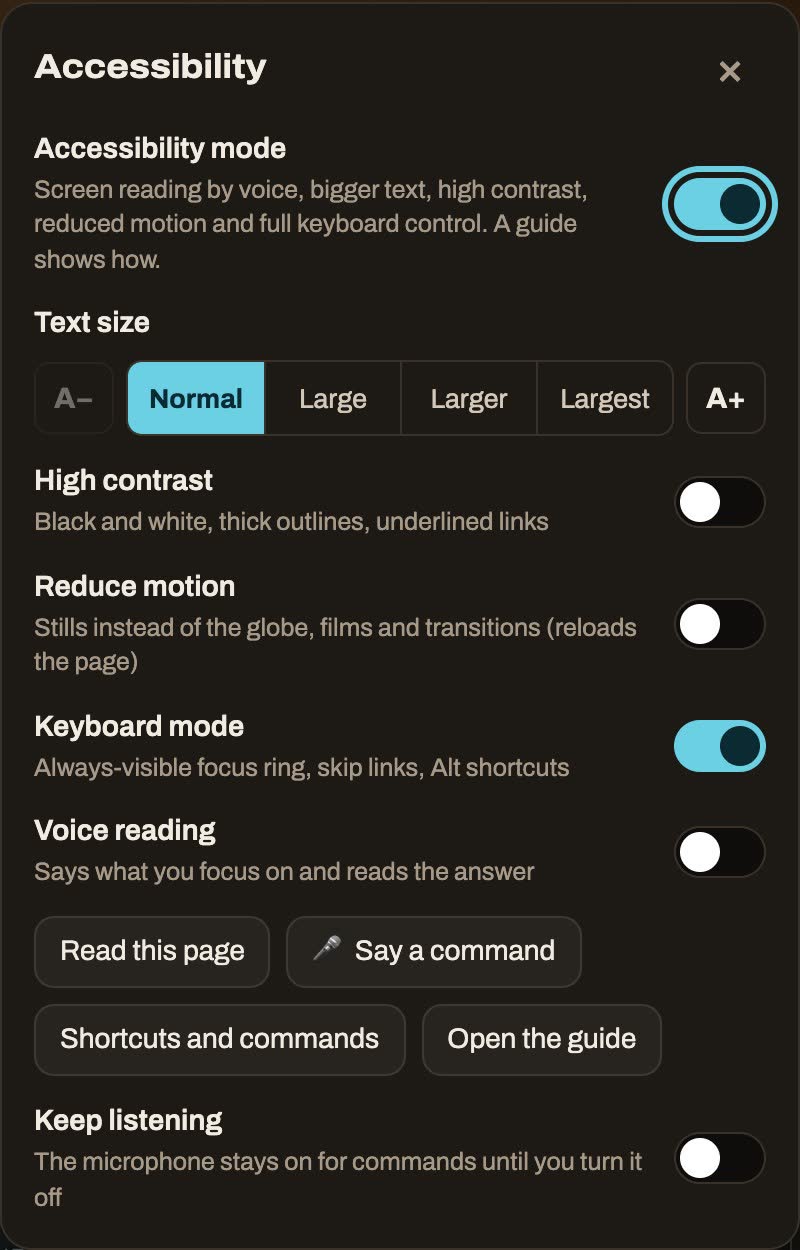 Accessibility
×
Accessibility mode
Screen reading by voice, bigger text, high contrast,
reduced motion and full keyboard control. A guide
shows how.
Text size
A−
Normal
Large
Larger
Largest
A+
High contrast
Black and white, thick outlines, underlined links
Reduce motion
Stills instead of the globe, films and transitions (reloads
the page)
Keyboard mode
Always-visible focus ring, skip links, Alt shortcuts
Voice reading
Says what you focus on and reads the answer
Read this page
🎤 Say a command
Shortcuts and commands
Open the guide
Keep listening
The microphone stays on for commands until you turn it
off